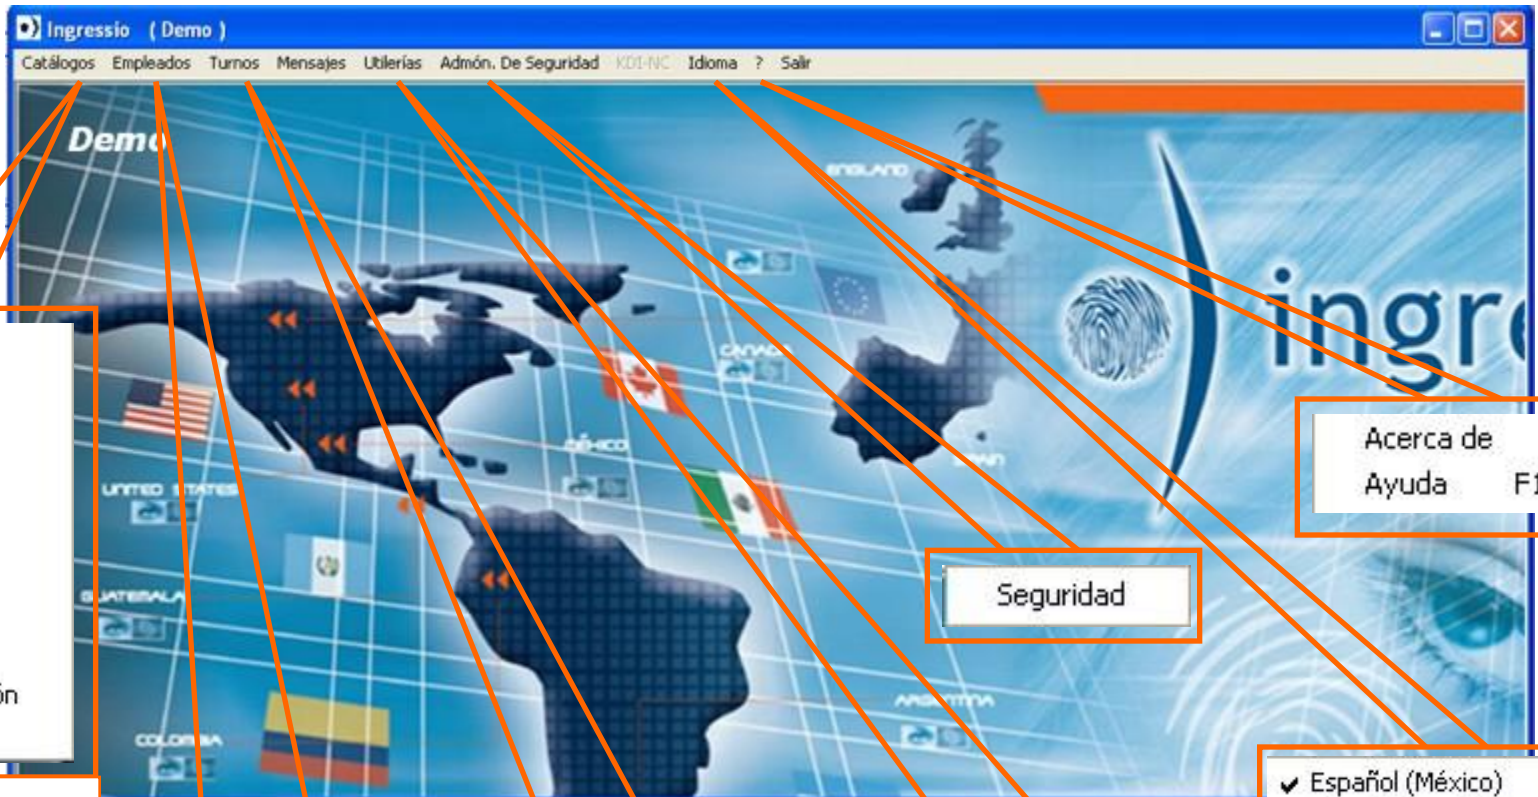 Ingressio ( Demo )
Catálogos Empleados Turnos Mensajes Utilerías Admón. De Seguridad KDI-NC Idioma ? Salir
Demo
ENGLAND
ingre
CANADA
Acerca de
MÉXICO
SPAIN
Ayuda F1
UNITED STATES
Seguridad
GUATEMALA
ón
ARGENTINA
COLOMBIA
✔ Español (México)